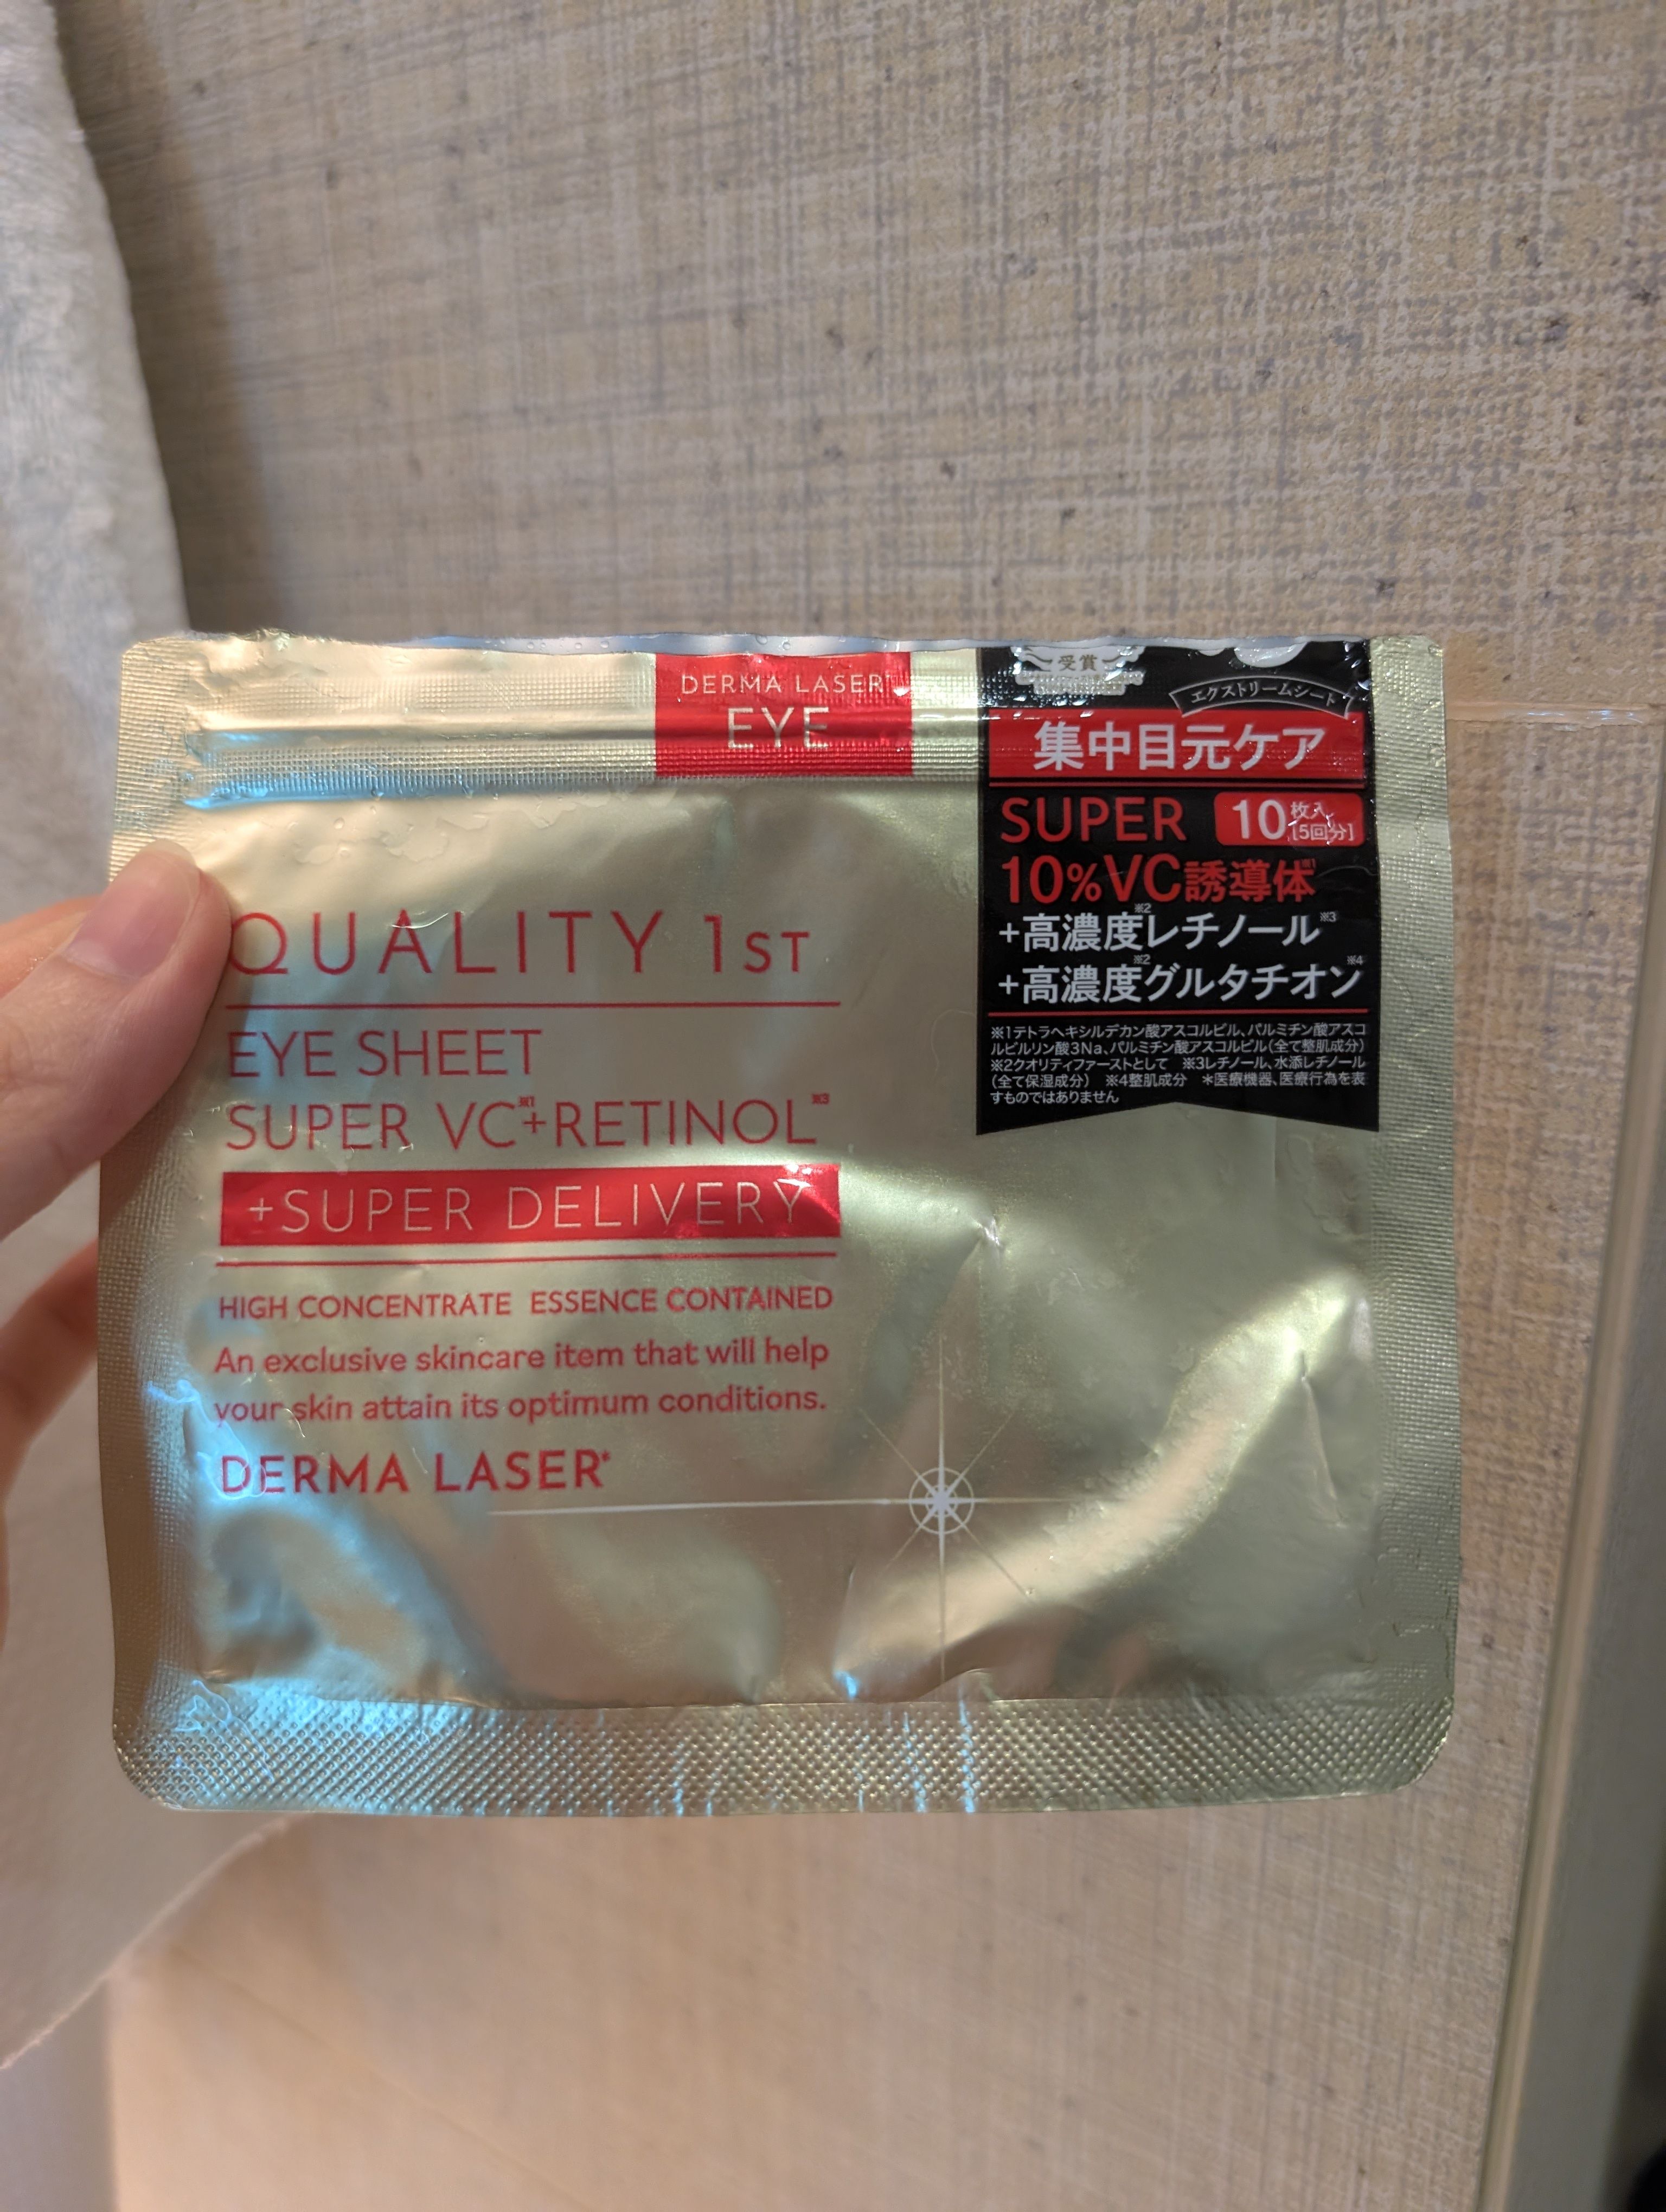 DERMA LASER
EYE
QUALITY 1ST
EYE SHEET
SUPER VC※1+RETINOL※3
+SUPER DELIVERY
HIGH CONCENTRATE ESSENCE CONTAINED
An exclusive skincare item that will help
your skin attain its optimum conditions.
DERMA LASER*
受賞
エクストリームシート
集中目元ケア
SUPER 10枚入[5回分]
10%VC誘導体※1
+高濃度※2レチノール※3
+高濃度※2グルタチオン※4
※1テトラヘキシルデカン酸アスコルビル、パルミチン酸アスコ
ルビルリン酸3Na、パルミチン酸アスコルビル(全て整肌成分)
※2クオリティファーストとして ※3レチノール、水添レチノール
(全て保湿成分) ※4整肌成分 *医療機器、医療行為を表
すものではありません